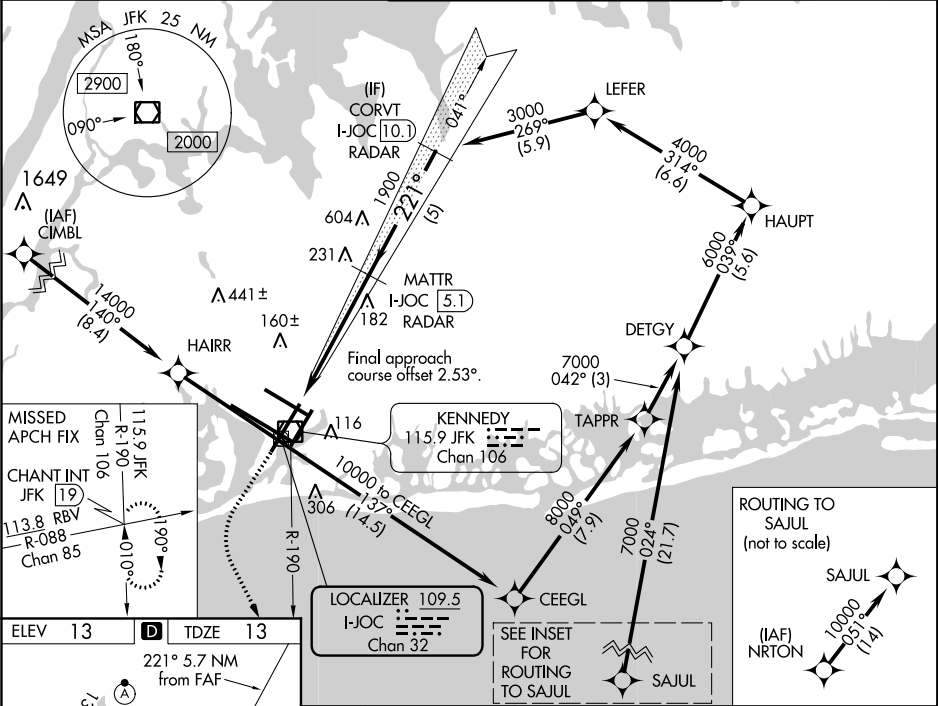 MSA JFK 25 NM
180°
2900
090°
2000
1649
(IAF)
CIMBL
14000
140°
(8.4)
HAIRR
441±
160±
604
231
(IF)
CORVT
I-JOC 10.1
RADAR
041°
1900
221°
(5)
MATTR
I-JOC 5.1
RADAR
182
Final approach
course offset 2.53°.
3000
269°
(5.9)
LEFER
4000
314°
(6.6)
HAUPT
6000
039°
(5.6)
DETGY
7000
042° (3)
TAPPR
KENNEDY
115.9 JFK
Chan 106
116
306
10000 to CEEGL
137°
(14.5)
8000
049°
(7.9)
7000
024°
(21.7)
CEEGL
R-190
LOCALIZER 109.5
I-JOC
Chan 32
SEE INSET
FOR
ROUTING
TO SAJUL
SAJUL
ROUTING TO
SAJUL
(not to scale)
SAJUL
10000
051°
(14)
(IAF)
NRTON
MISSED
APCH FIX
115.9 JFK
R-190
Chan 106
CHANT INT
JFK 19
113.8 RBV
R-088
Chan 85
190°
010°
ELEV 13
D
TDZE 13
221° 5.7 NM
from FAF
A